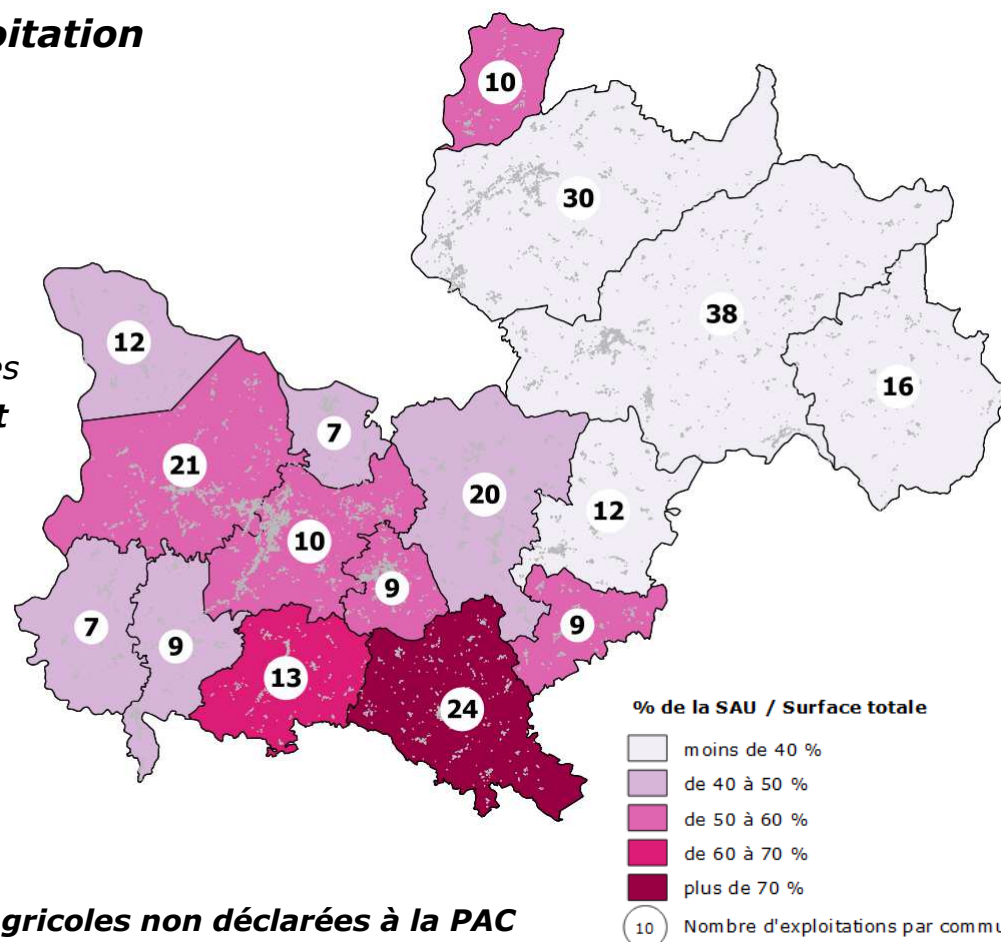 oitation
10
30
38
12
16
es
t
7
21
20
12
10
9
9
7
9
13
24
% de la SAU / Surface totale
moins de 40 %
de 40 à 50 %
de 50 à 60 %
de 60 à 70 %
plus de 70 %
gricoles non déclarées à la PAC
10 Nombre d'exploitations par commu